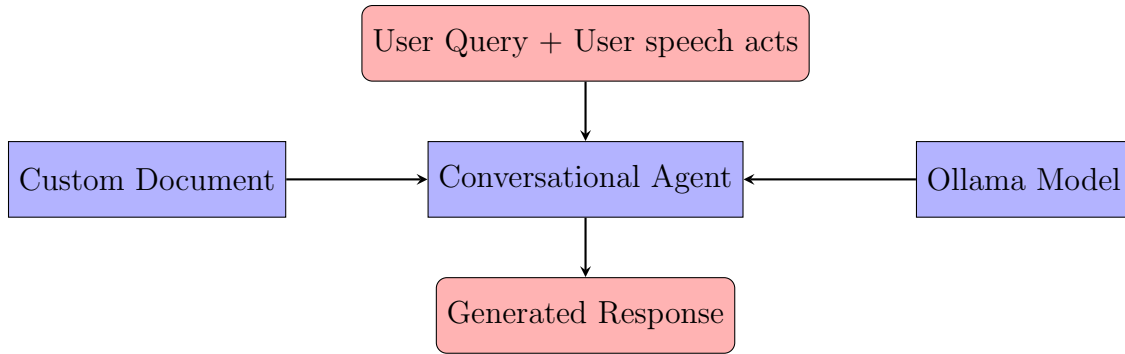 User Query + User speech acts
Custom Document
Conversational Agent
Ollama Model
Generated Response